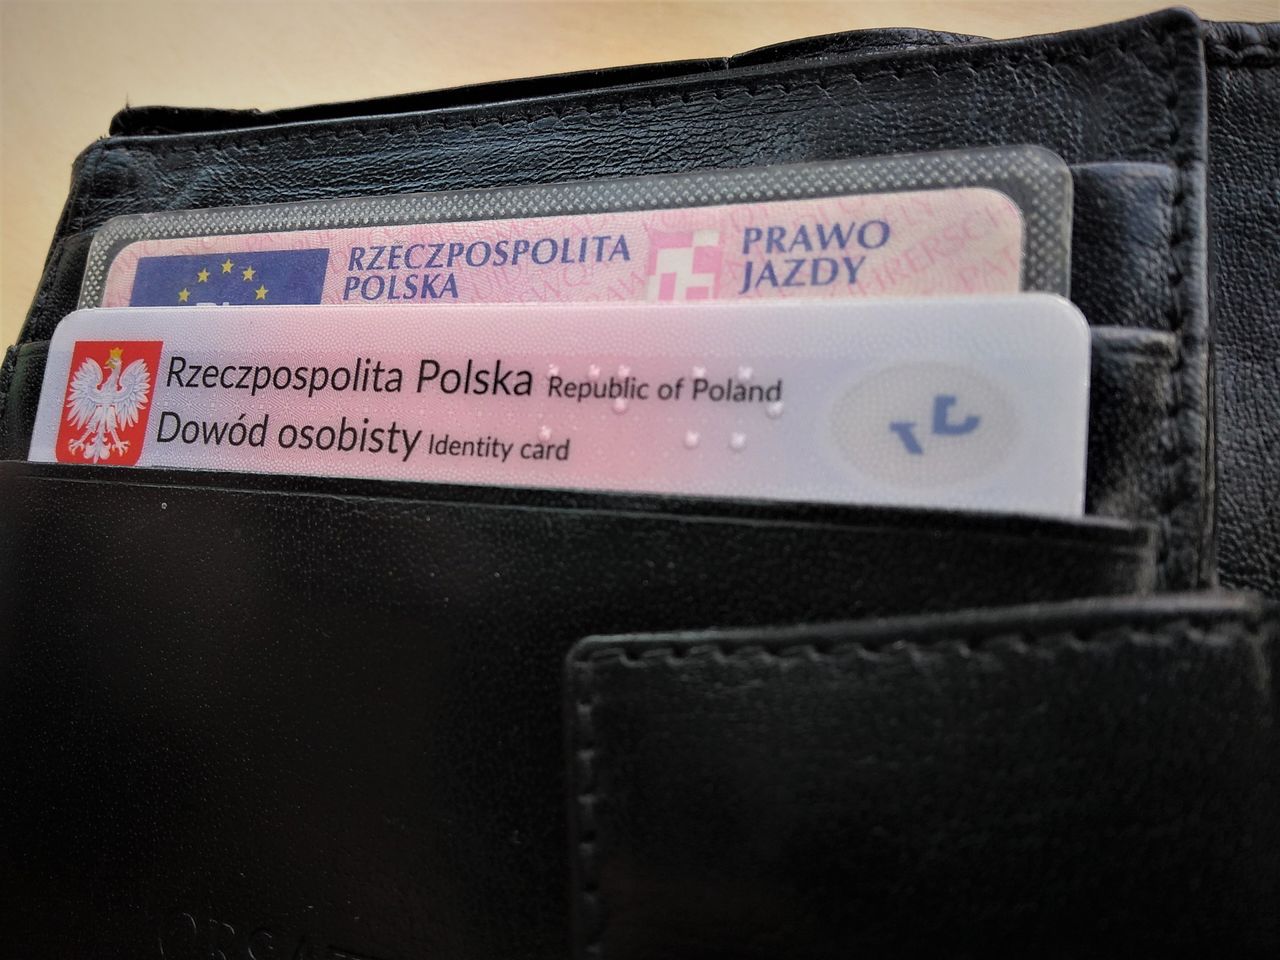 RZECZPOSPOLITA
POLSKA
PRAWO
JAZDY
Rzeczpospolita Polska Republic of Poland
Dowód osobisty Identity card